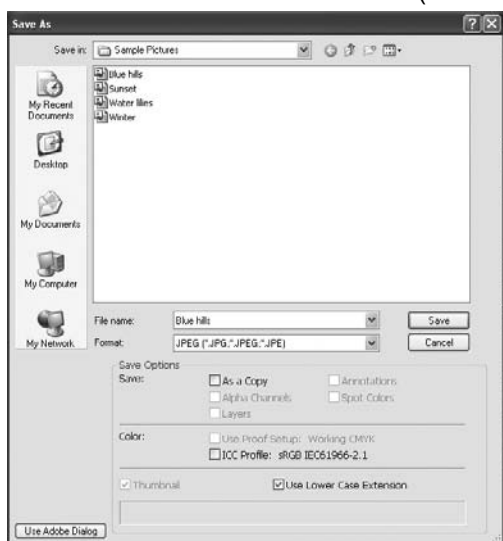 Save As
Save in: Sample Pictures
Blue hills
Sunset
Water lilies
Winter
My Recent
Documents
Desktop
My Documents
My Computer
My Network
File name: Blue hills Save
Format: JPEG (*.JPG;*.JPEG;*.JPE) Cancel
Save Options
Save: As a Copy Annotations
Alpha Channels Spot Colors
Layers
Color: Use Proof Setup: Working CMYK
ICC Profile: sRGB IEC61966-2.1
Thumbnail Use Lower Case Extension
Use Adobe Dialog